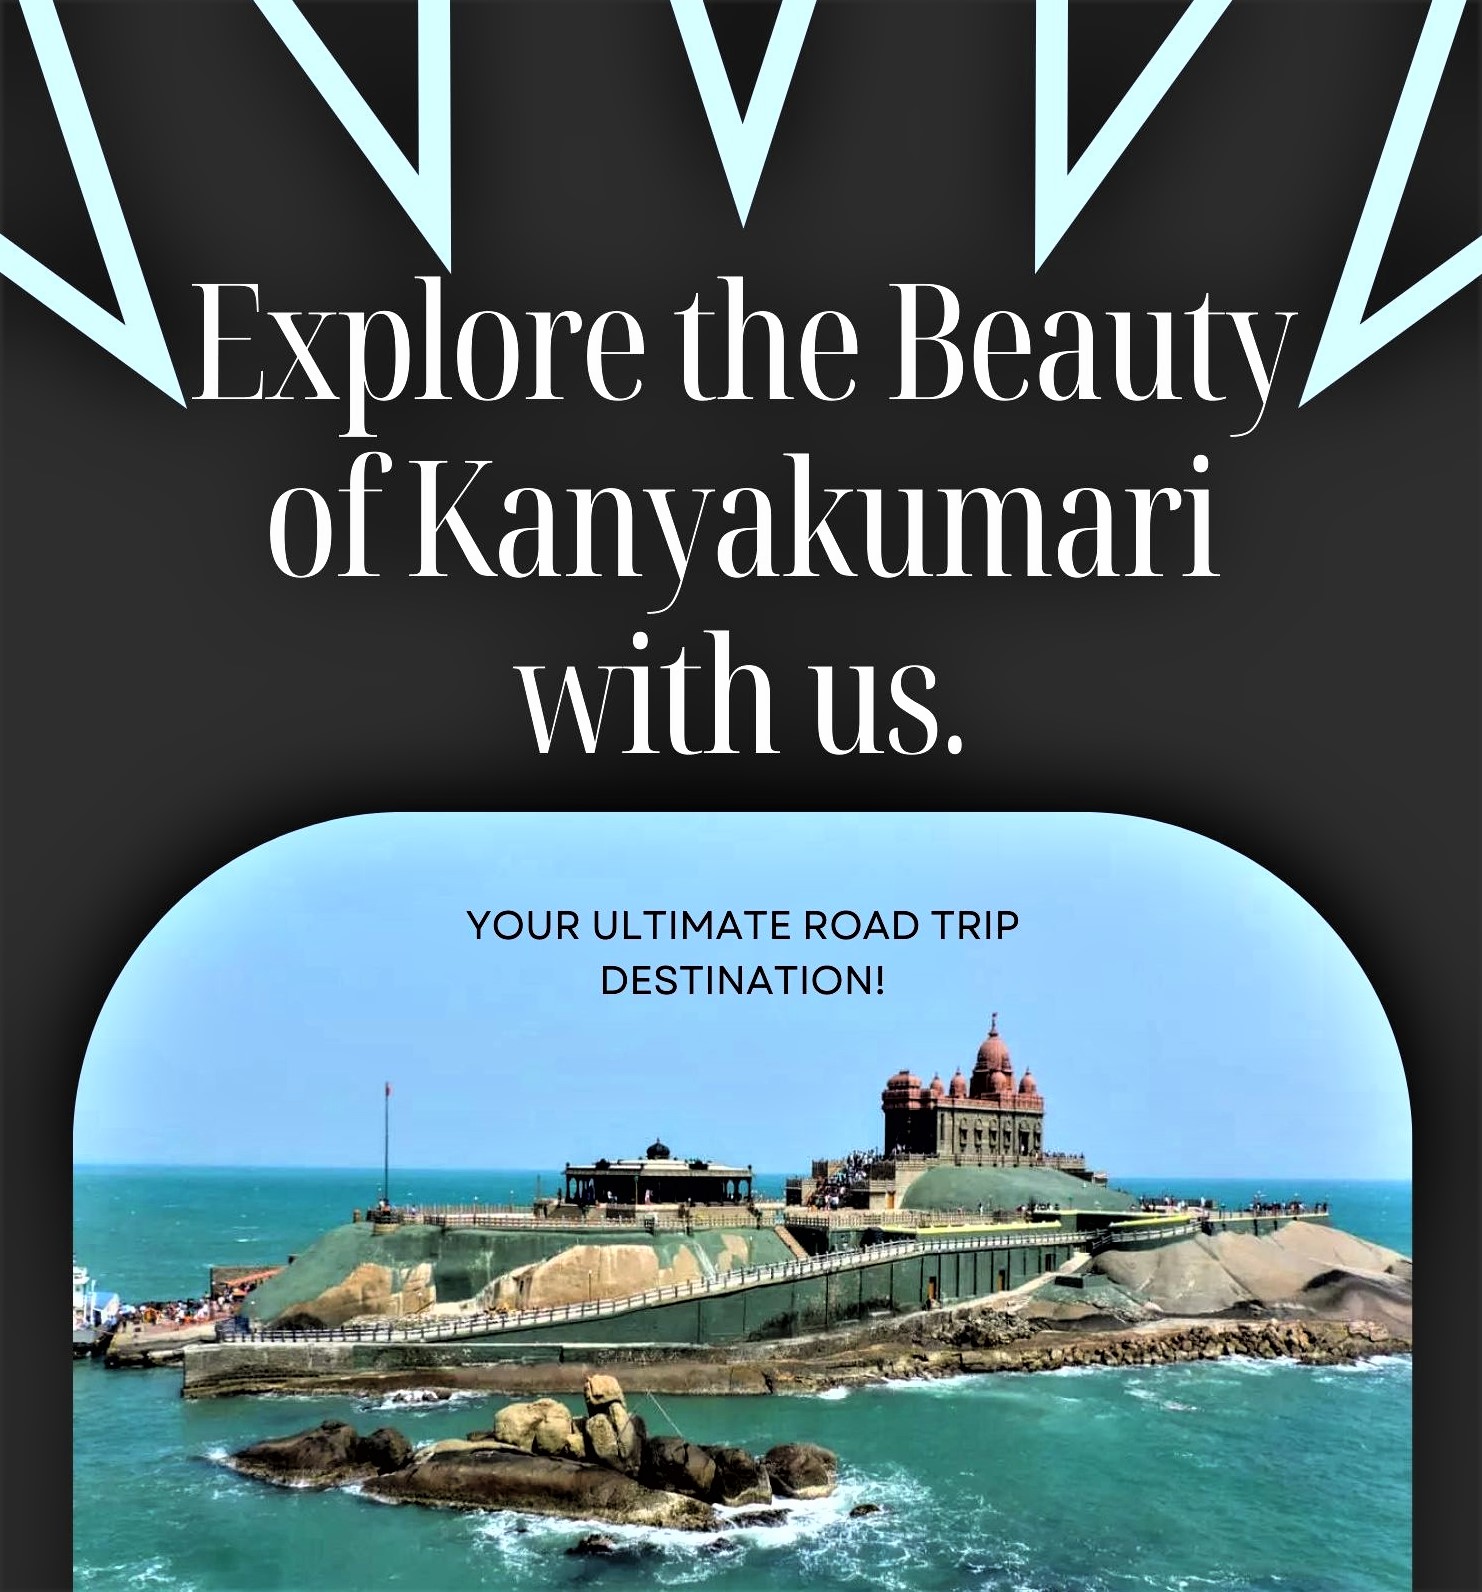 Explore the Beauty
of Kanyakumari
with us.
YOUR ULTIMATE ROAD TRIP
DESTINATION!